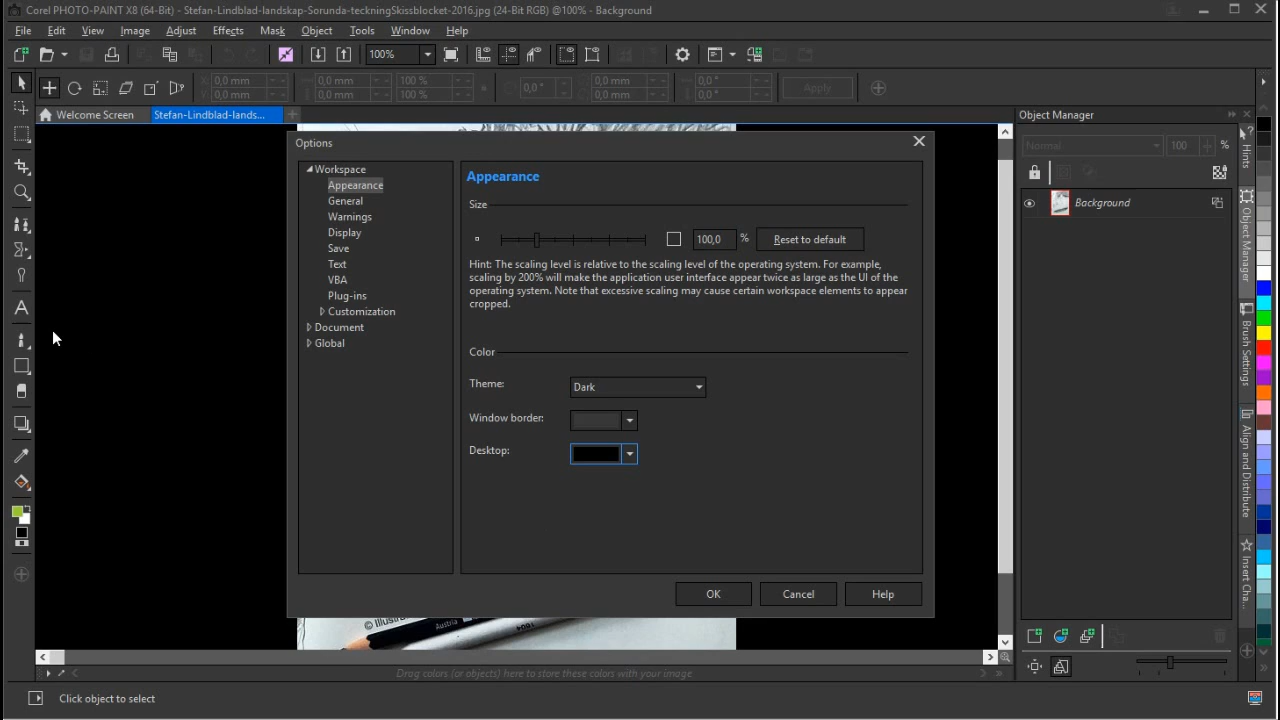 Corel PHOTO-PAINT X8 (64-Bit) - Stefan-Lindblad-landskap-Sorunda-teckningSkissblocket-2016.jpg (24-Bit RGB) @100% - Background
File Edit View Image Adjust Effects Mask Object Tools Window Help
100%
X: 0,0 mm 0,0 mm 100 % 0,0 ° 0,0 mm 0,0 ° Apply
Y: 0,0 mm 0,0 mm 100 % 0,0 mm 0,0 °
Welcome Screen Stefan-Lindblad-lands... Object Manager
Options
Workspace
Appearance
General
Warnings
Display
Save
Text
VBA
Plug-ins
Customization
Document
Global
Appearance
Size
100,0 % Reset to default
Hint: The scaling level is relative to the scaling level of the operating system. For example,
scaling by 200% will make the application user interface appear twice as large as the UI of the
operating system. Note that excessive scaling may cause certain workspace elements to appear
cropped.
Color
Theme: Dark
Window border:
Desktop:
OK Cancel Help
Normal 100 %
Background
Hints
Object Manager
Brush Settings
Align and Distribute
Insert Cha...
© Illustr
Austria
Drag colors (or objects) here to store these colors with your image
Click object to select